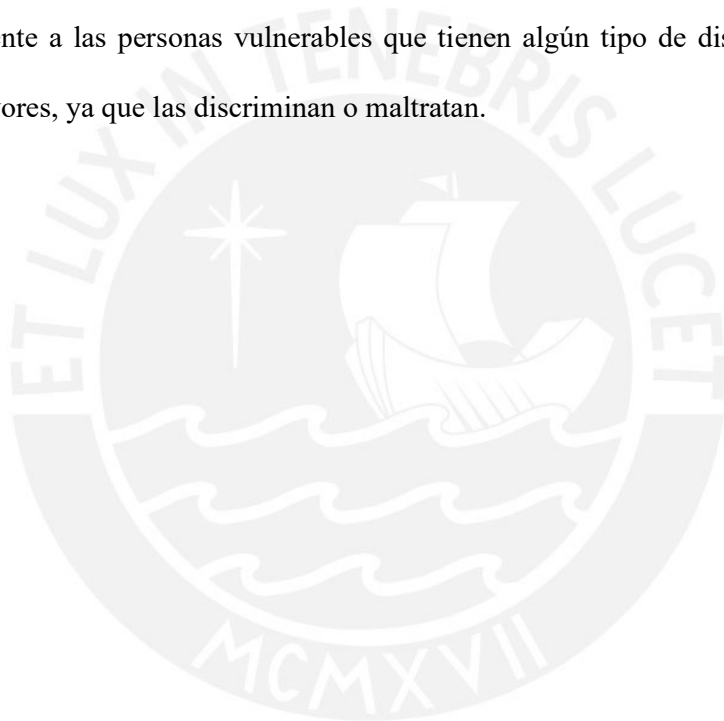 ente a las personas vulnerables que tienen algún tipo de dis
ores, ya que las discriminan o maltratan.
ET LUX IN TENEBRIS LUCET
MCMXVII